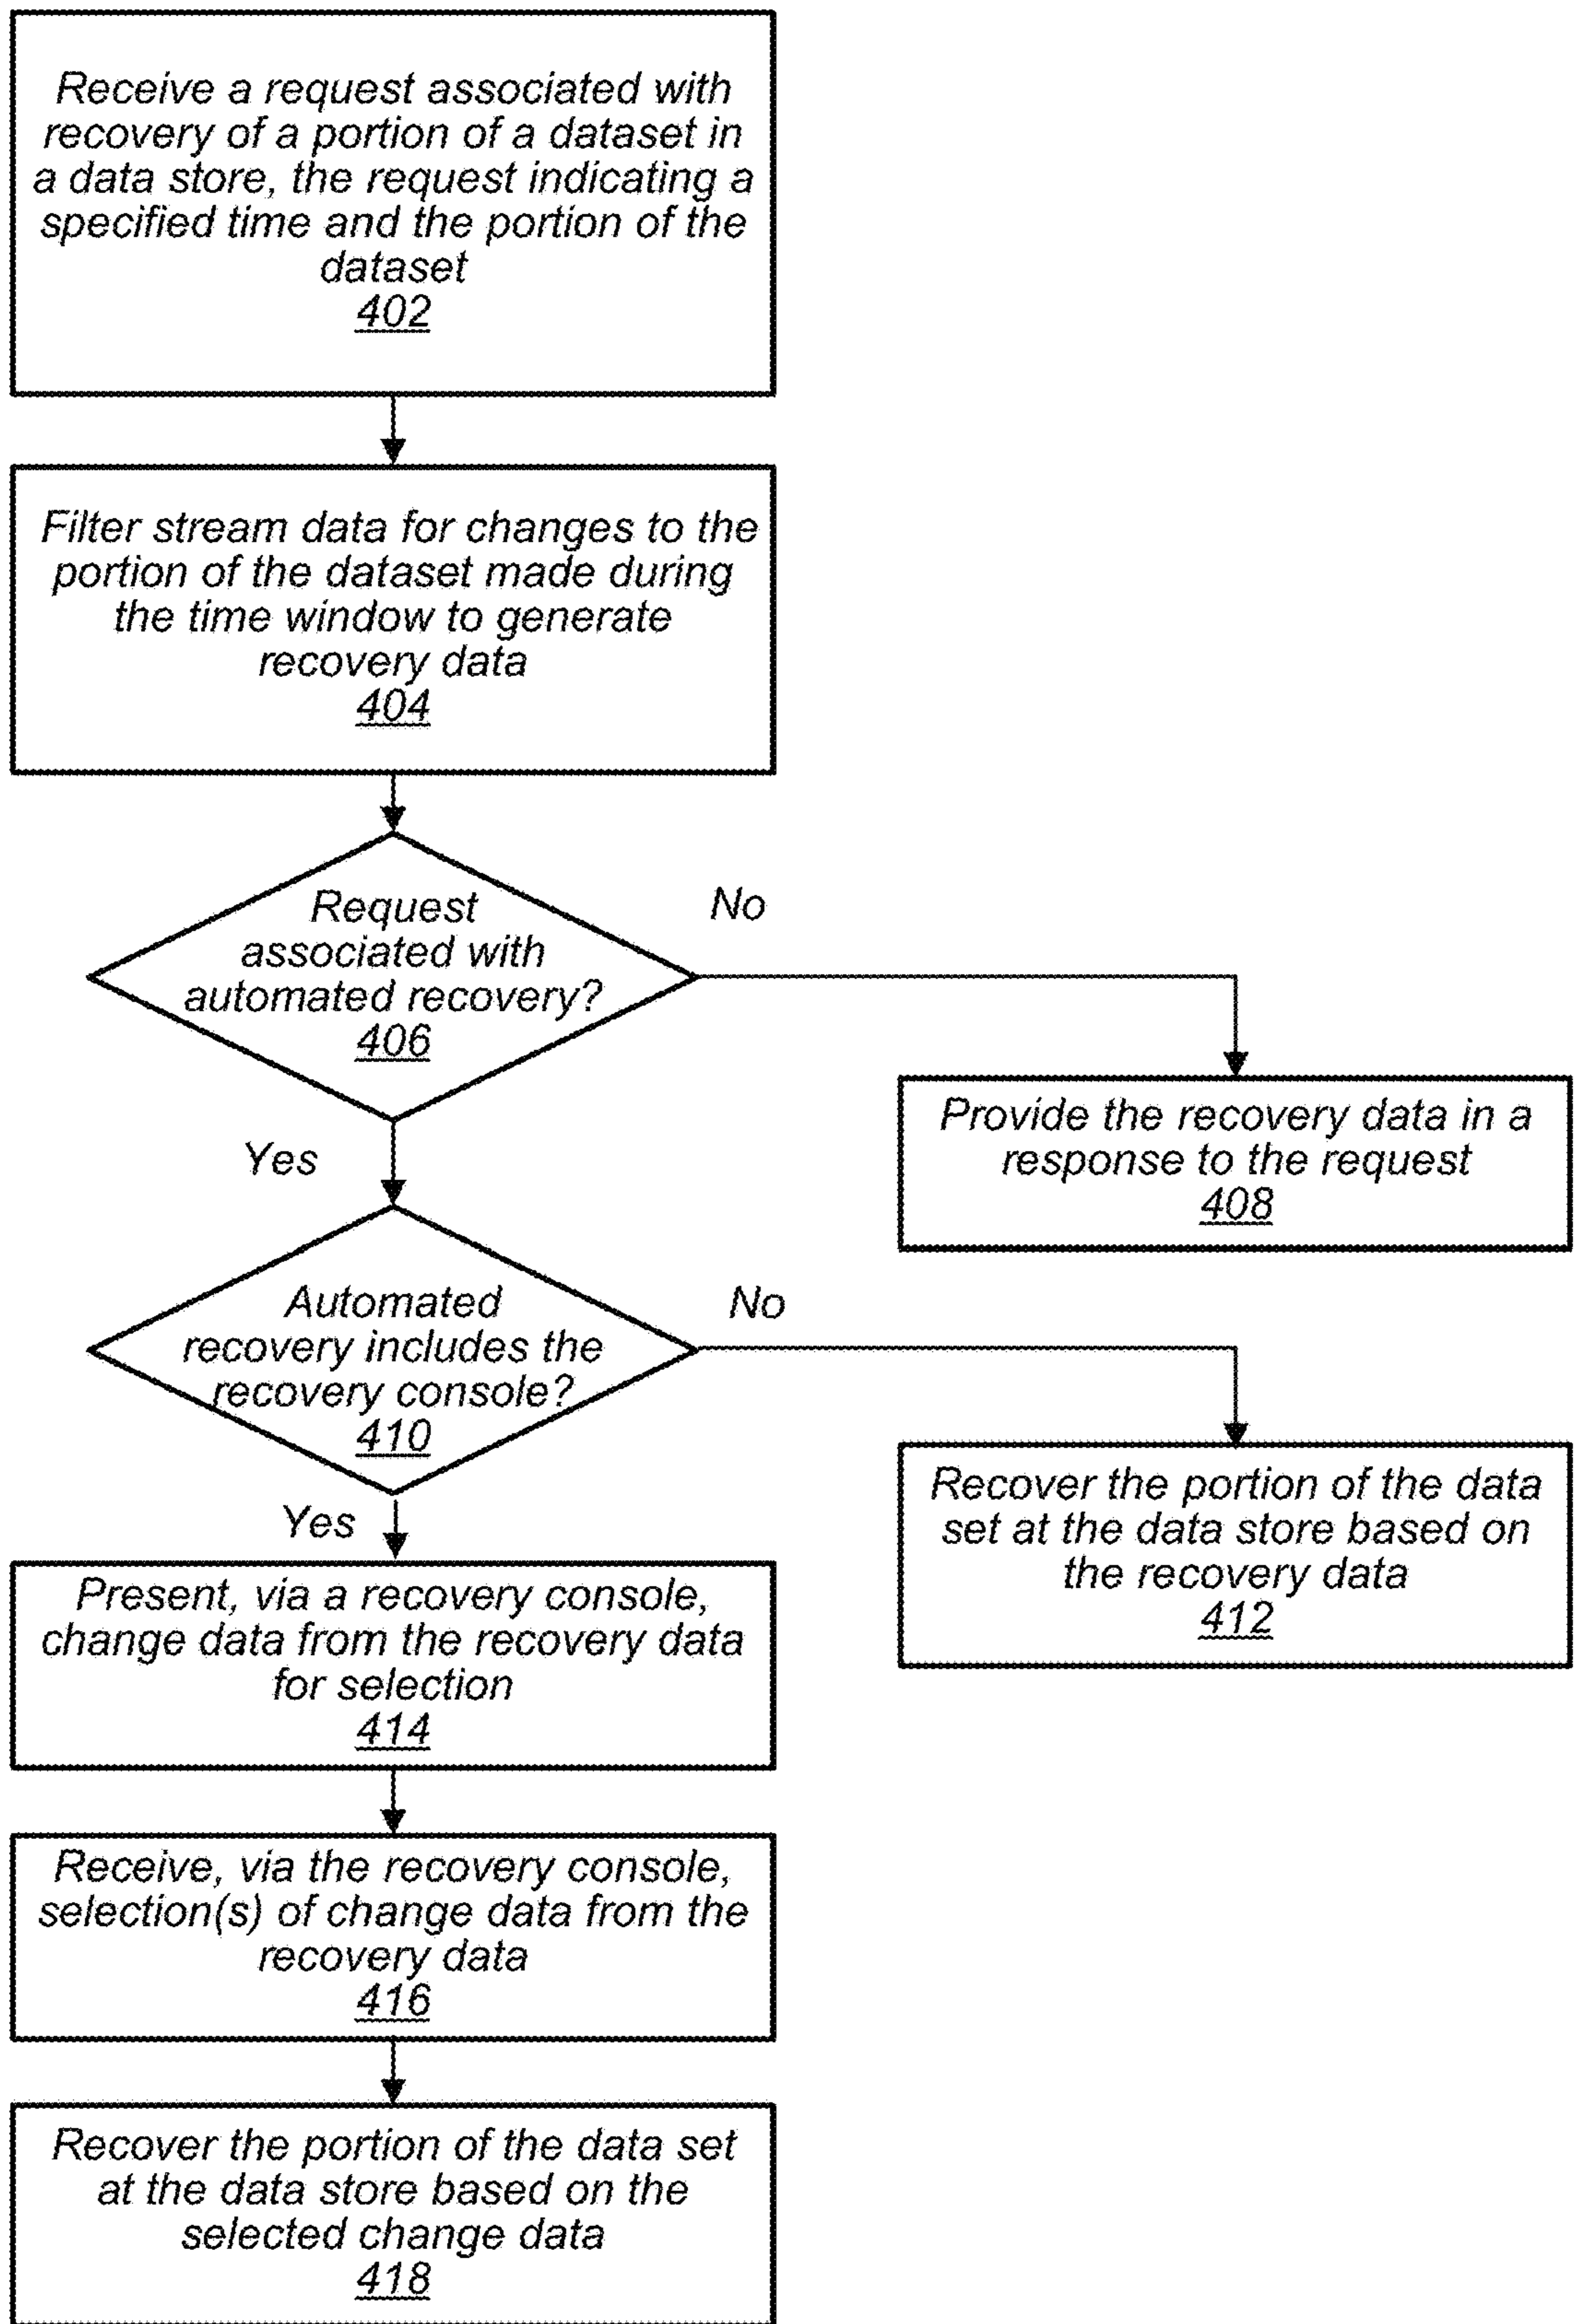 Receive a request associated with
recovery of a portion of a dataset in
a data store, the request indicating a
specified time and the portion of the
dataset
402
Filter stream data for changes to the
portion of the dataset made during
the time window to generate
recovery data
404
Request
associated with
automated recovery?
406
No
Yes
Provide the recovery data in a
response to the request
408
Automated
recovery includes the
recovery console?
410
No
Yes
Recover the portion of the data
set at the data store based on
the recovery data
412
Present, via a recovery console,
change data from the recovery data
for selection
414
Receive, via the recovery console,
selection(s) of change data from the
recovery data
416
Recover the portion of the data set
at the data store based on the
selected change data
418